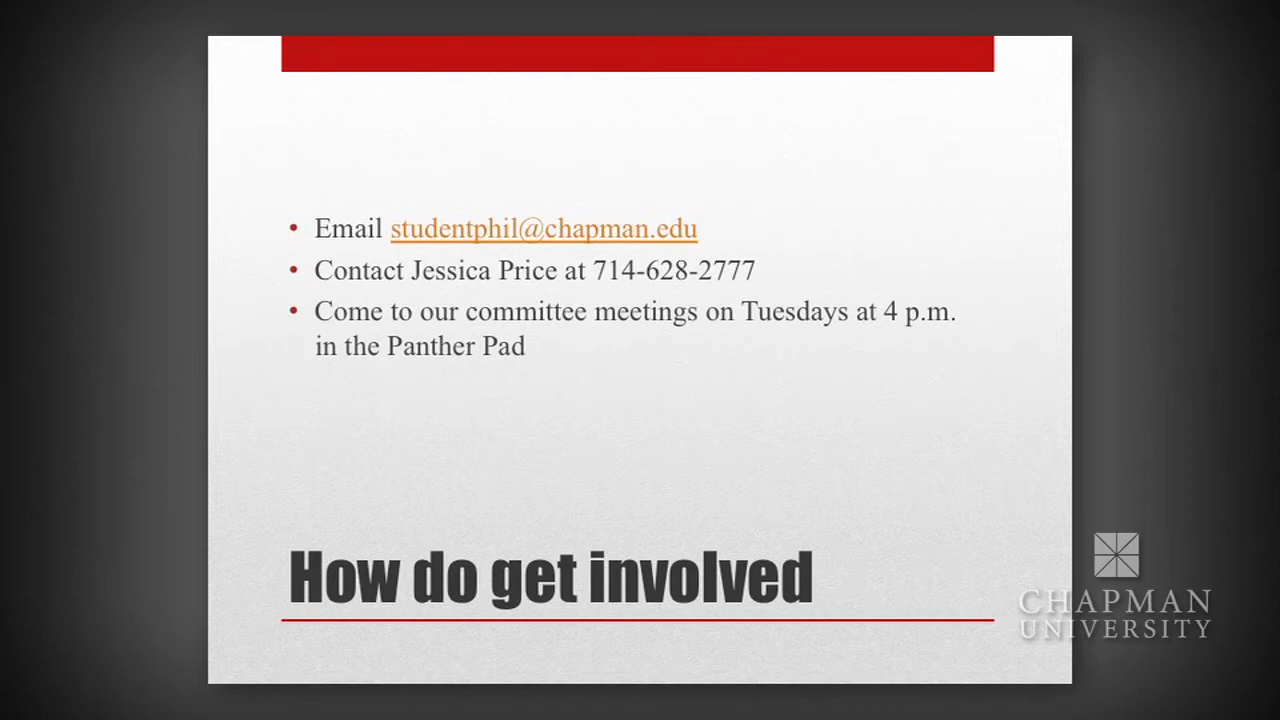 • Email studentphil@chapman.edu
• Contact Jessica Price at 714-628-2777
• Come to our committee meetings on Tuesdays at 4 p.m.
in the Panther Pad
How do get involved
CHAPMAN
UNIVERSITY